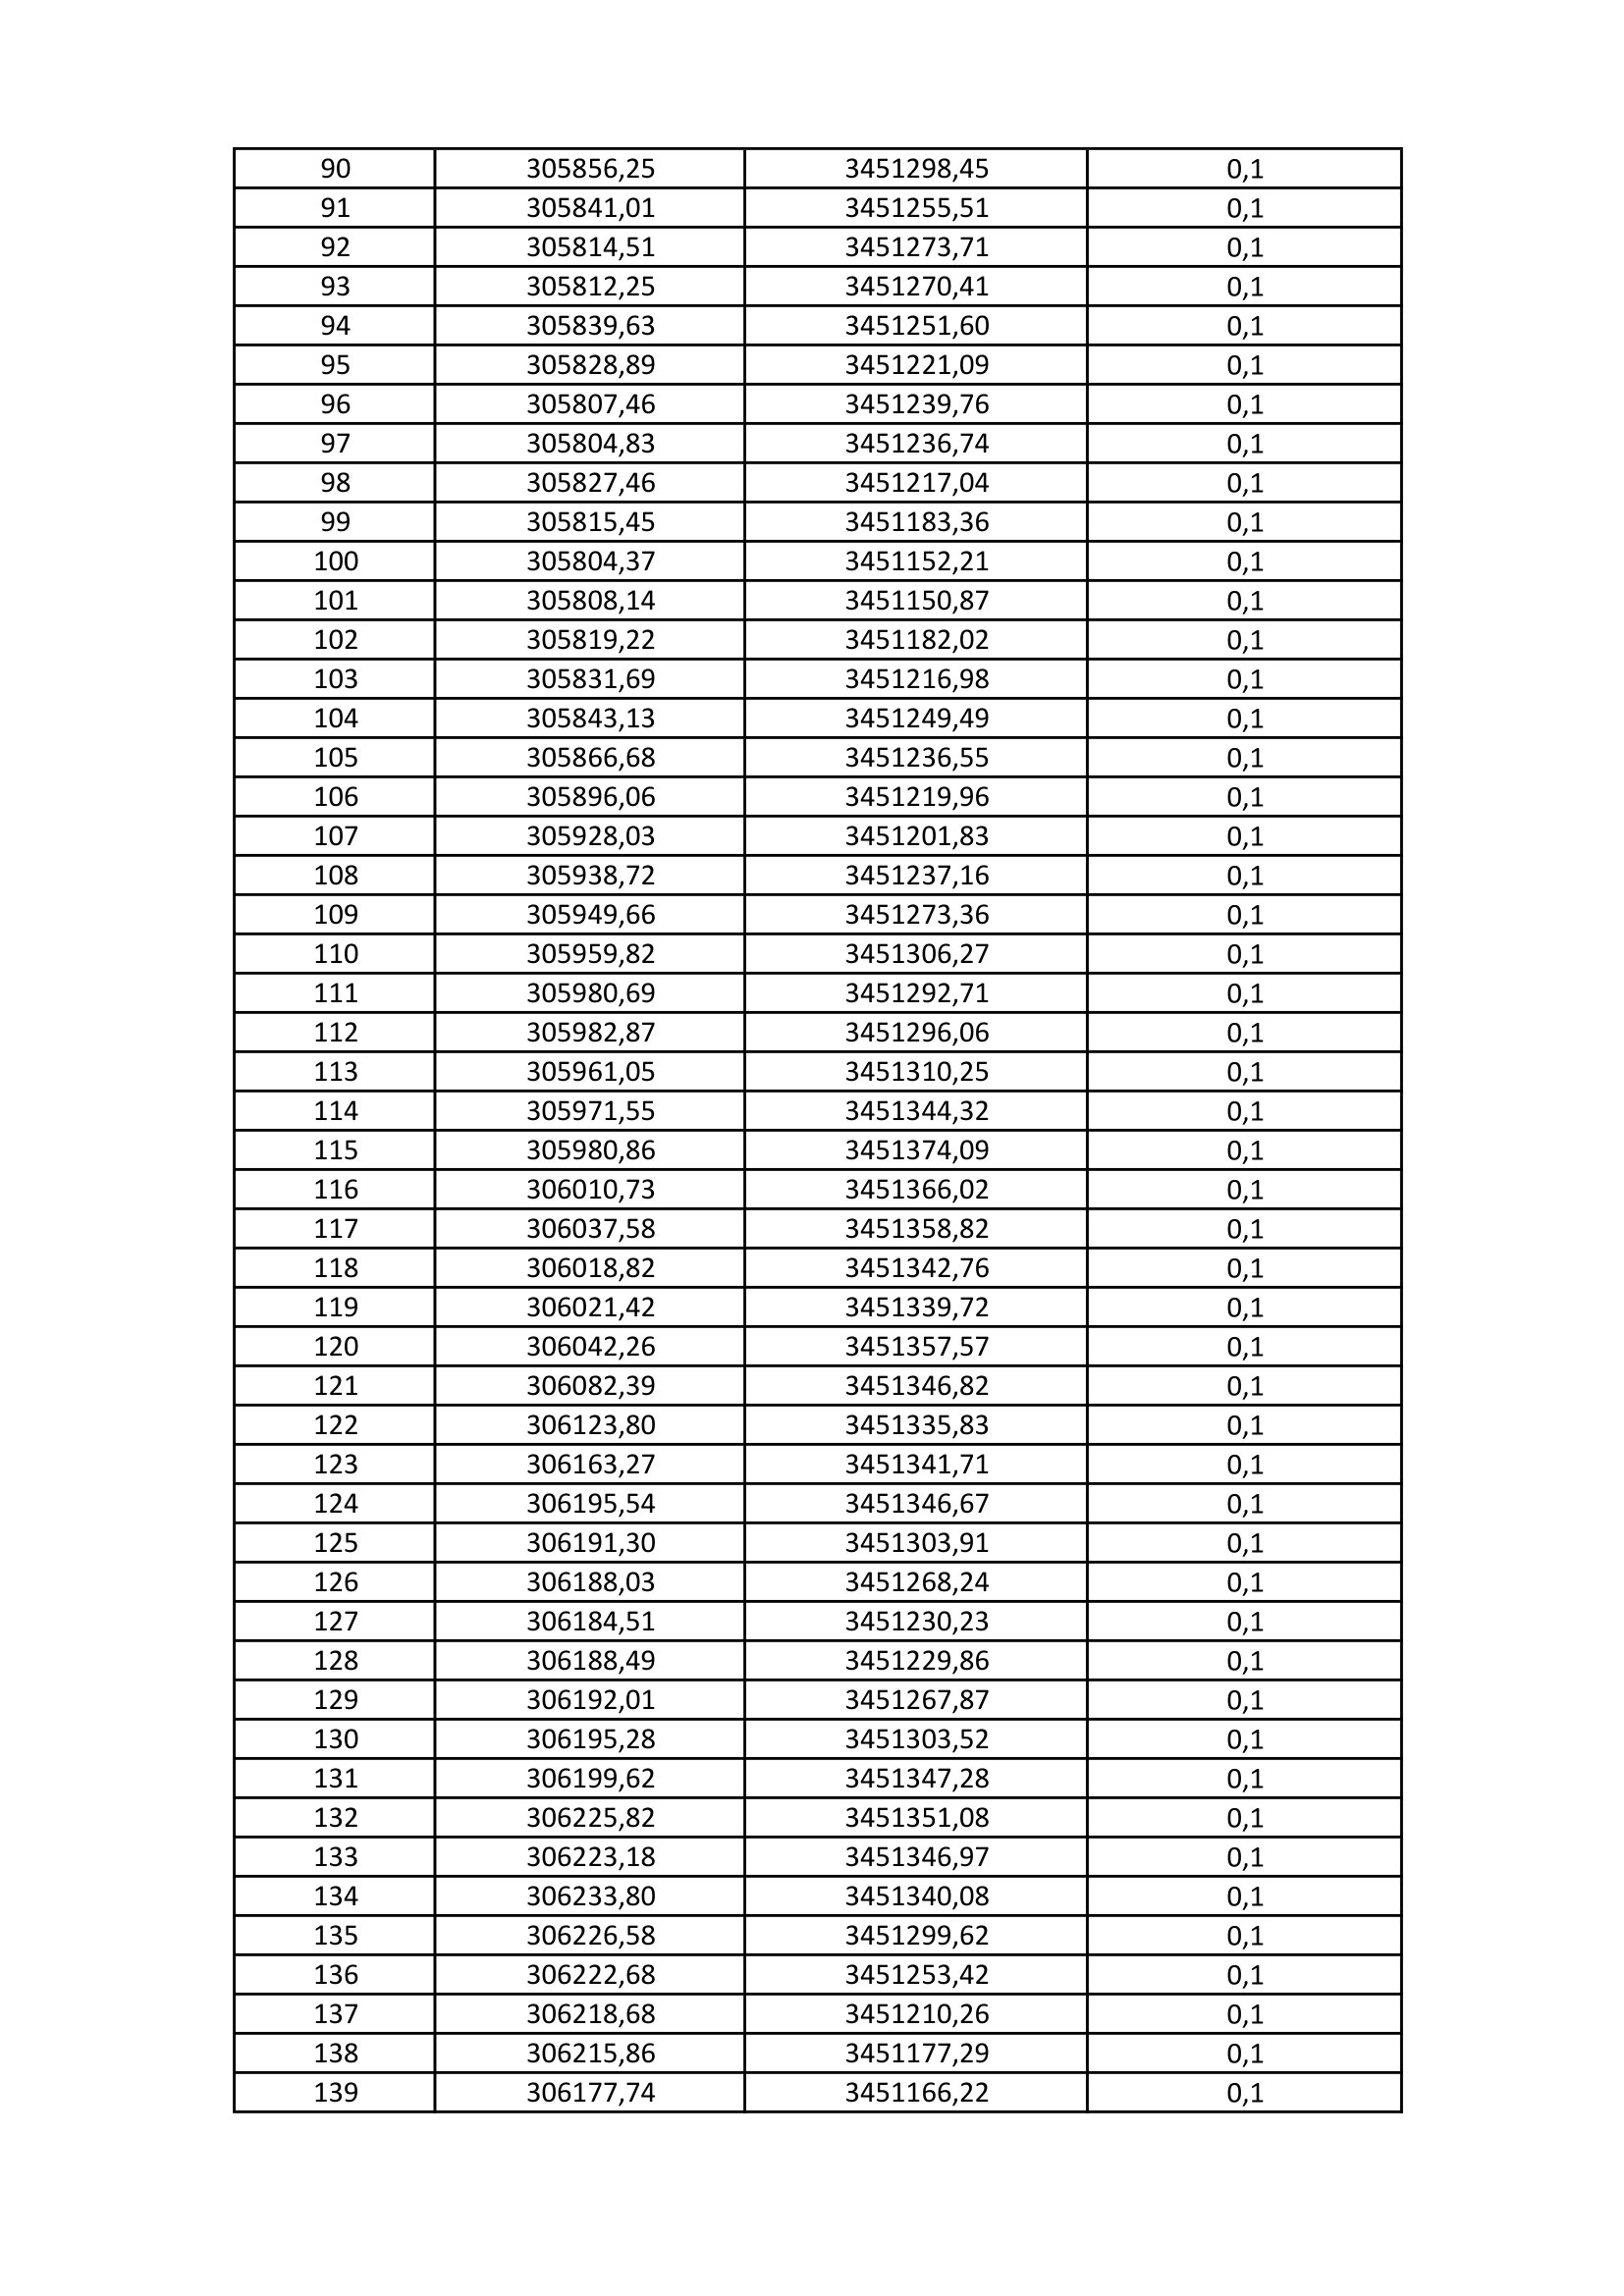 90 305856,25 3451298,45 0,1
91 305841,01 3451255,51 0,1
92 305814,51 3451273,71 0,1
93 305812,25 3451270,41 0,1
94 305839,63 3451251,60 0,1
95 305828,89 3451221,09 0,1
96 305807,46 3451239,76 0,1
97 305804,83 3451236,74 0,1
98 305827,46 3451217,04 0,1
99 305815,45 3451183,36 0,1
100 305804,37 3451152,21 0,1
101 305808,14 3451150,87 0,1
102 305819,22 3451182,02 0,1
103 305831,69 3451216,98 0,1
104 305843,13 3451249,49 0,1
105 305866,68 3451236,55 0,1
106 305896,06 3451219,96 0,1
107 305928,03 3451201,83 0,1
108 305938,72 3451237,16 0,1
109 305949,66 3451273,36 0,1
110 305959,82 3451306,27 0,1
111 305980,69 3451292,71 0,1
112 305982,87 3451296,06 0,1
113 305961,05 3451310,25 0,1
114 305971,55 3451344,32 0,1
115 305980,86 3451374,09 0,1
116 306010,73 3451366,02 0,1
117 306037,58 3451358,82 0,1
118 306018,82 3451342,76 0,1
119 306021,42 3451339,72 0,1
120 306042,26 3451357,57 0,1
121 306082,39 3451346,82 0,1
122 306123,80 3451335,83 0,1
123 306163,27 3451341,71 0,1
124 306195,54 3451346,67 0,1
125 306191,30 3451303,91 0,1
126 306188,03 3451268,24 0,1
127 306184,51 3451230,23 0,1
128 306188,49 3451229,86 0,1
129 306192,01 3451267,87 0,1
130 306195,28 3451303,52 0,1
131 306199,62 3451347,28 0,1
132 306225,82 3451351,08 0,1
133 306223,18 3451346,97 0,1
134 306233,80 3451340,08 0,1
135 306226,58 3451299,62 0,1
136 306222,68 3451253,42 0,1
137 306218,68 3451210,26 0,1
138 306215,86 3451177,29 0,1
139 306177,74 3451166,22 0,1